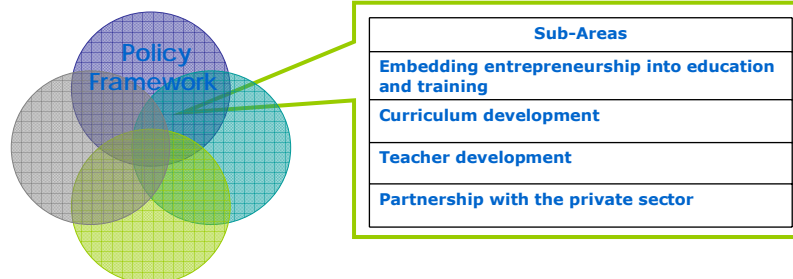 Policy
Framework
Sub-Areas
Embedding entrepreneurship into education
and training
Curriculum development
Teacher development
Partnership with the private sector